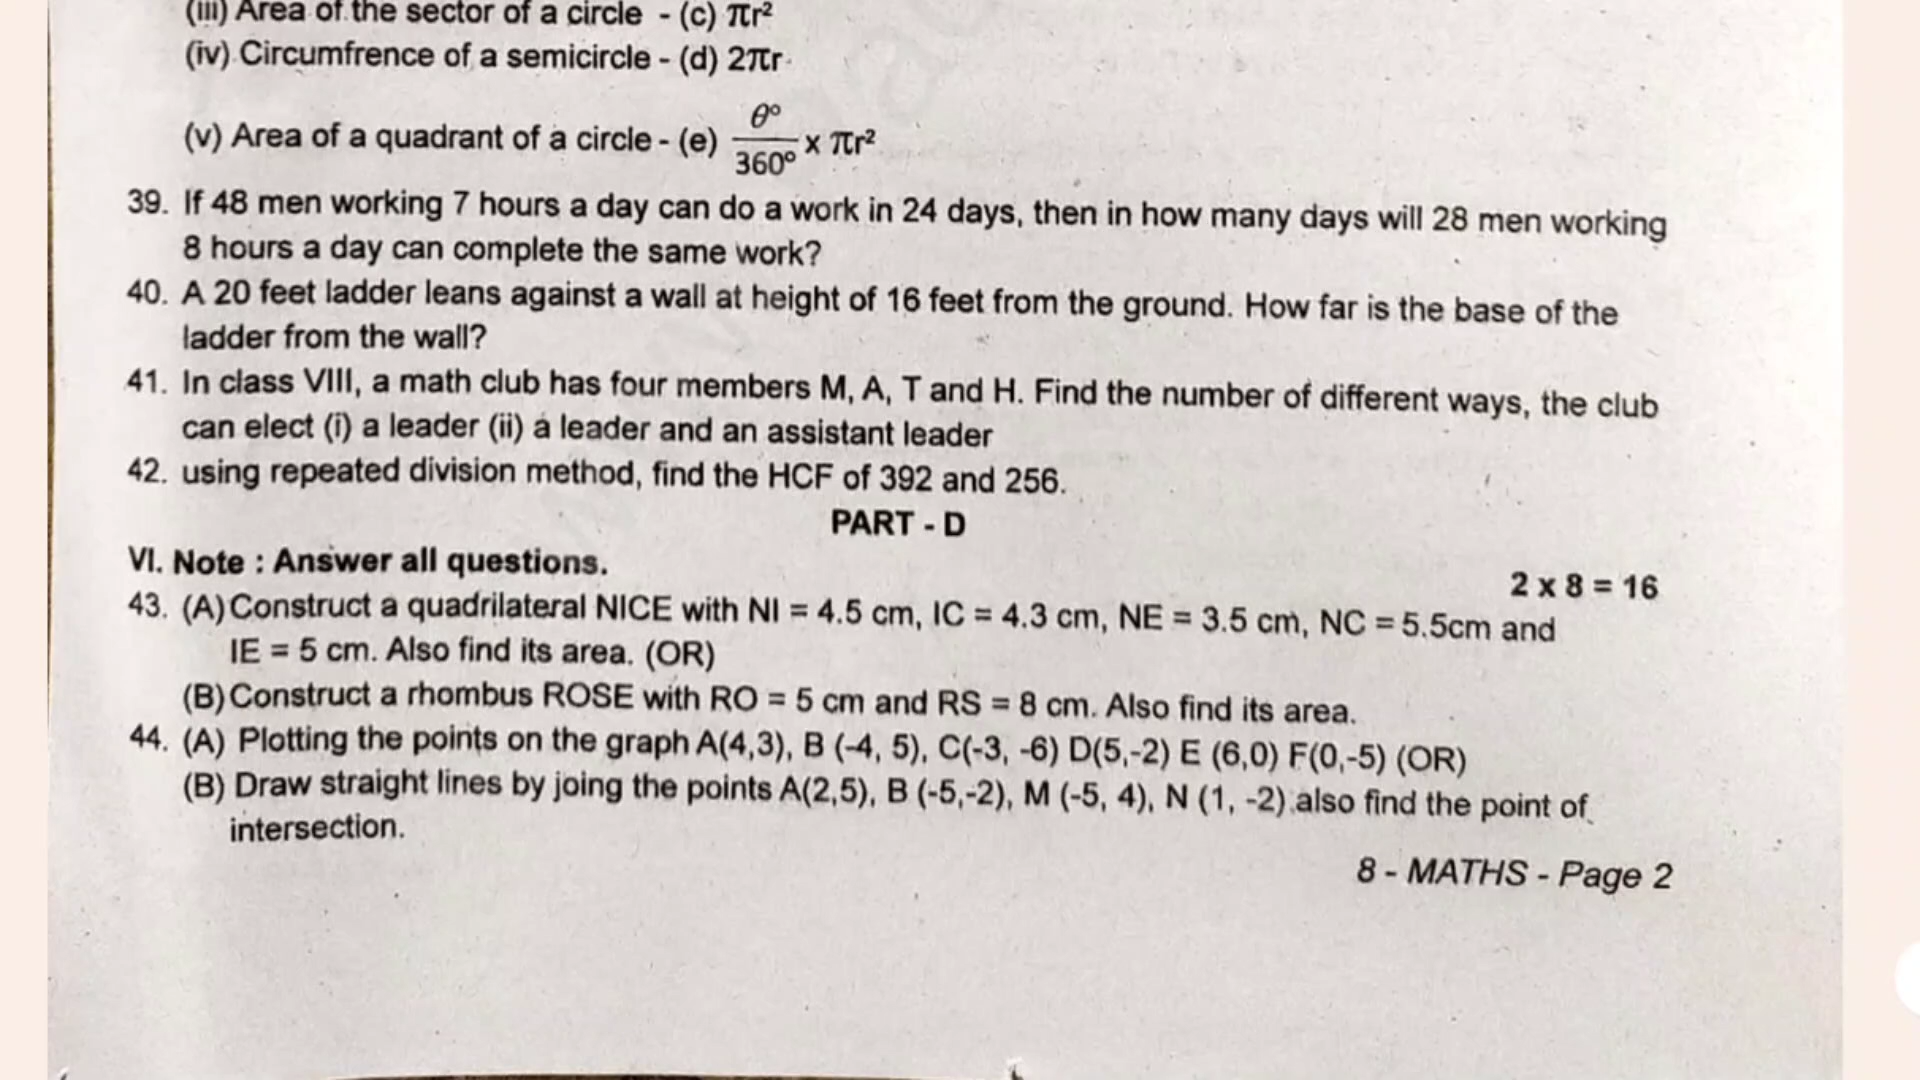 (iii) Area of the sector of a circle - (c) πr²
(iv) Circumfrence of a semicircle - (d) 2πr
(v) Area of a quadrant of a circle - (e) θ°/360° x πr²
39. If 48 men working 7 hours a day can do a work in 24 days, then in how many days will 28 men working
8 hours a day can complete the same work?
40. A 20 feet ladder leans against a wall at height of 16 feet from the ground. How far is the base of the
ladder from the wall?
41. In class VIII, a math club has four members M, A, T and H. Find the number of different ways, the club
can elect (i) a leader (ii) a leader and an assistant leader
42. using repeated division method, find the HCF of 392 and 256.
PART - D
VI. Note : Answer all questions.
2 x 8 = 16
43. (A) Construct a quadrilateral NICE with NI = 4.5 cm, IC = 4.3 cm, NE = 3.5 cm, NC = 5.5cm and
IE = 5 cm. Also find its area. (OR)
(B) Construct a rhombus ROSE with RO = 5 cm and RS = 8 cm. Also find its area.
44. (A) Plotting the points on the graph A(4,3), B (-4, 5), C(-3, -6) D(5,-2) E (6,0) F(0,-5) (OR)
(B) Draw straight lines by joing the points A(2,5), B (-5,-2), M (-5, 4), N (1, -2) also find the point of
intersection.
8 - MATHS - Page 2